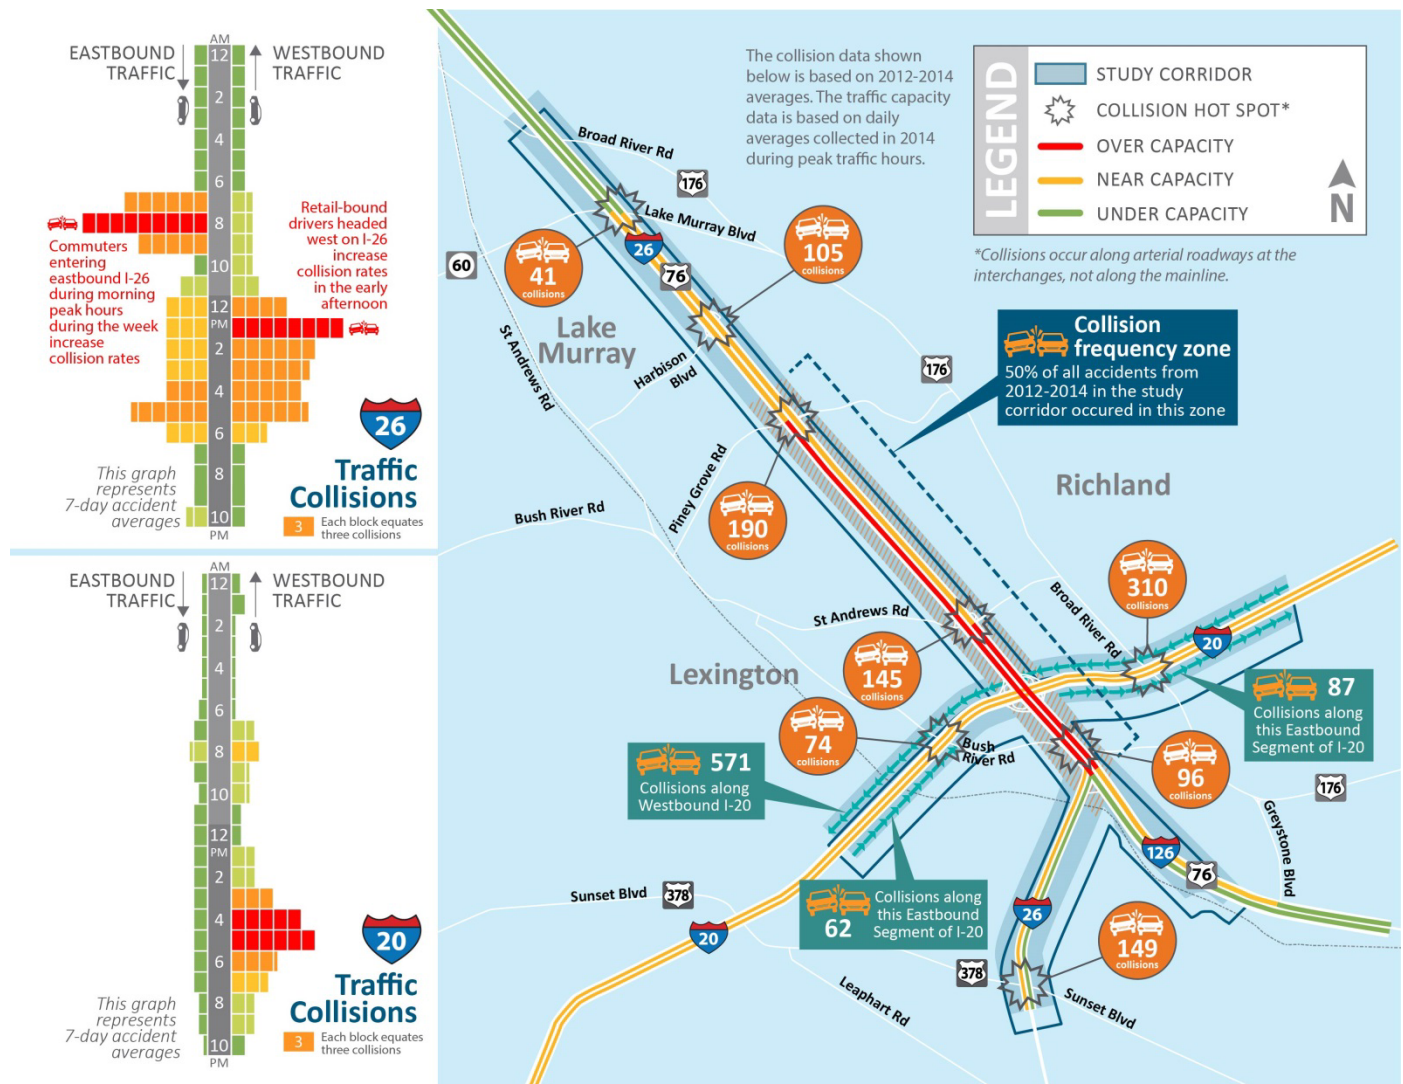 AM
EASTBOUND
TRAFFIC
WESTBOUND
TRAFFIC
12
2
4
6
8
10
12
PM
2
4
6
8
10
PM
Commuters
entering
eastbound I-26
during morning
peak hours
during the week
increase
collision rates
Retail-bound
drivers headed
west on I-26
increase
collision rates
in the early
afternoon
26
Traffic
Collisions
This graph
represents
7-day accident
averages
3
Each block equates
three collisions
AM
EASTBOUND
TRAFFIC
WESTBOUND
TRAFFIC
12
2
4
6
8
10
12
PM
2
4
6
8
10
PM
20
Traffic
Collisions
This graph
represents
7-day accident
averages
3
Each block equates
three collisions
The collision data shown
below is based on 2012-2014
averages. The traffic capacity
data is based on daily
averages collected in 2014
during peak traffic hours.
LEGEND
STUDY CORRIDOR
COLLISION HOT SPOT*
OVER CAPACITY
NEAR CAPACITY
UNDER CAPACITY
N
*Collisions occur along arterial roadways at the
interchanges, not along the mainline.
Broad River Rd
176
Lake Murray Blvd
60
41
collisions
26
76
105
collisions
Lake
Murray
Harbison
Blvd
St Andrews Rd
Collision
frequency zone
50% of all accidents from
2012-2014 in the study
corridor occured in this zone
176
Piney Grove Rd
190
collisions
Bush River Rd
Richland
St Andrews Rd
Broad River Rd
310
collisions
20
Lexington
145
collisions
74
collisions
Bush
River Rd
87
Collisions along
this Eastbound
Segment of I-20
571
Collisions along
Westbound I-20
96
collisions
176
Greystone Blvd
126
76
Sunset Blvd
378
62
Collisions along
this Eastbound
Segment of I-20
20
26
149
collisions
378
Sunset Blvd
Leaphart Rd